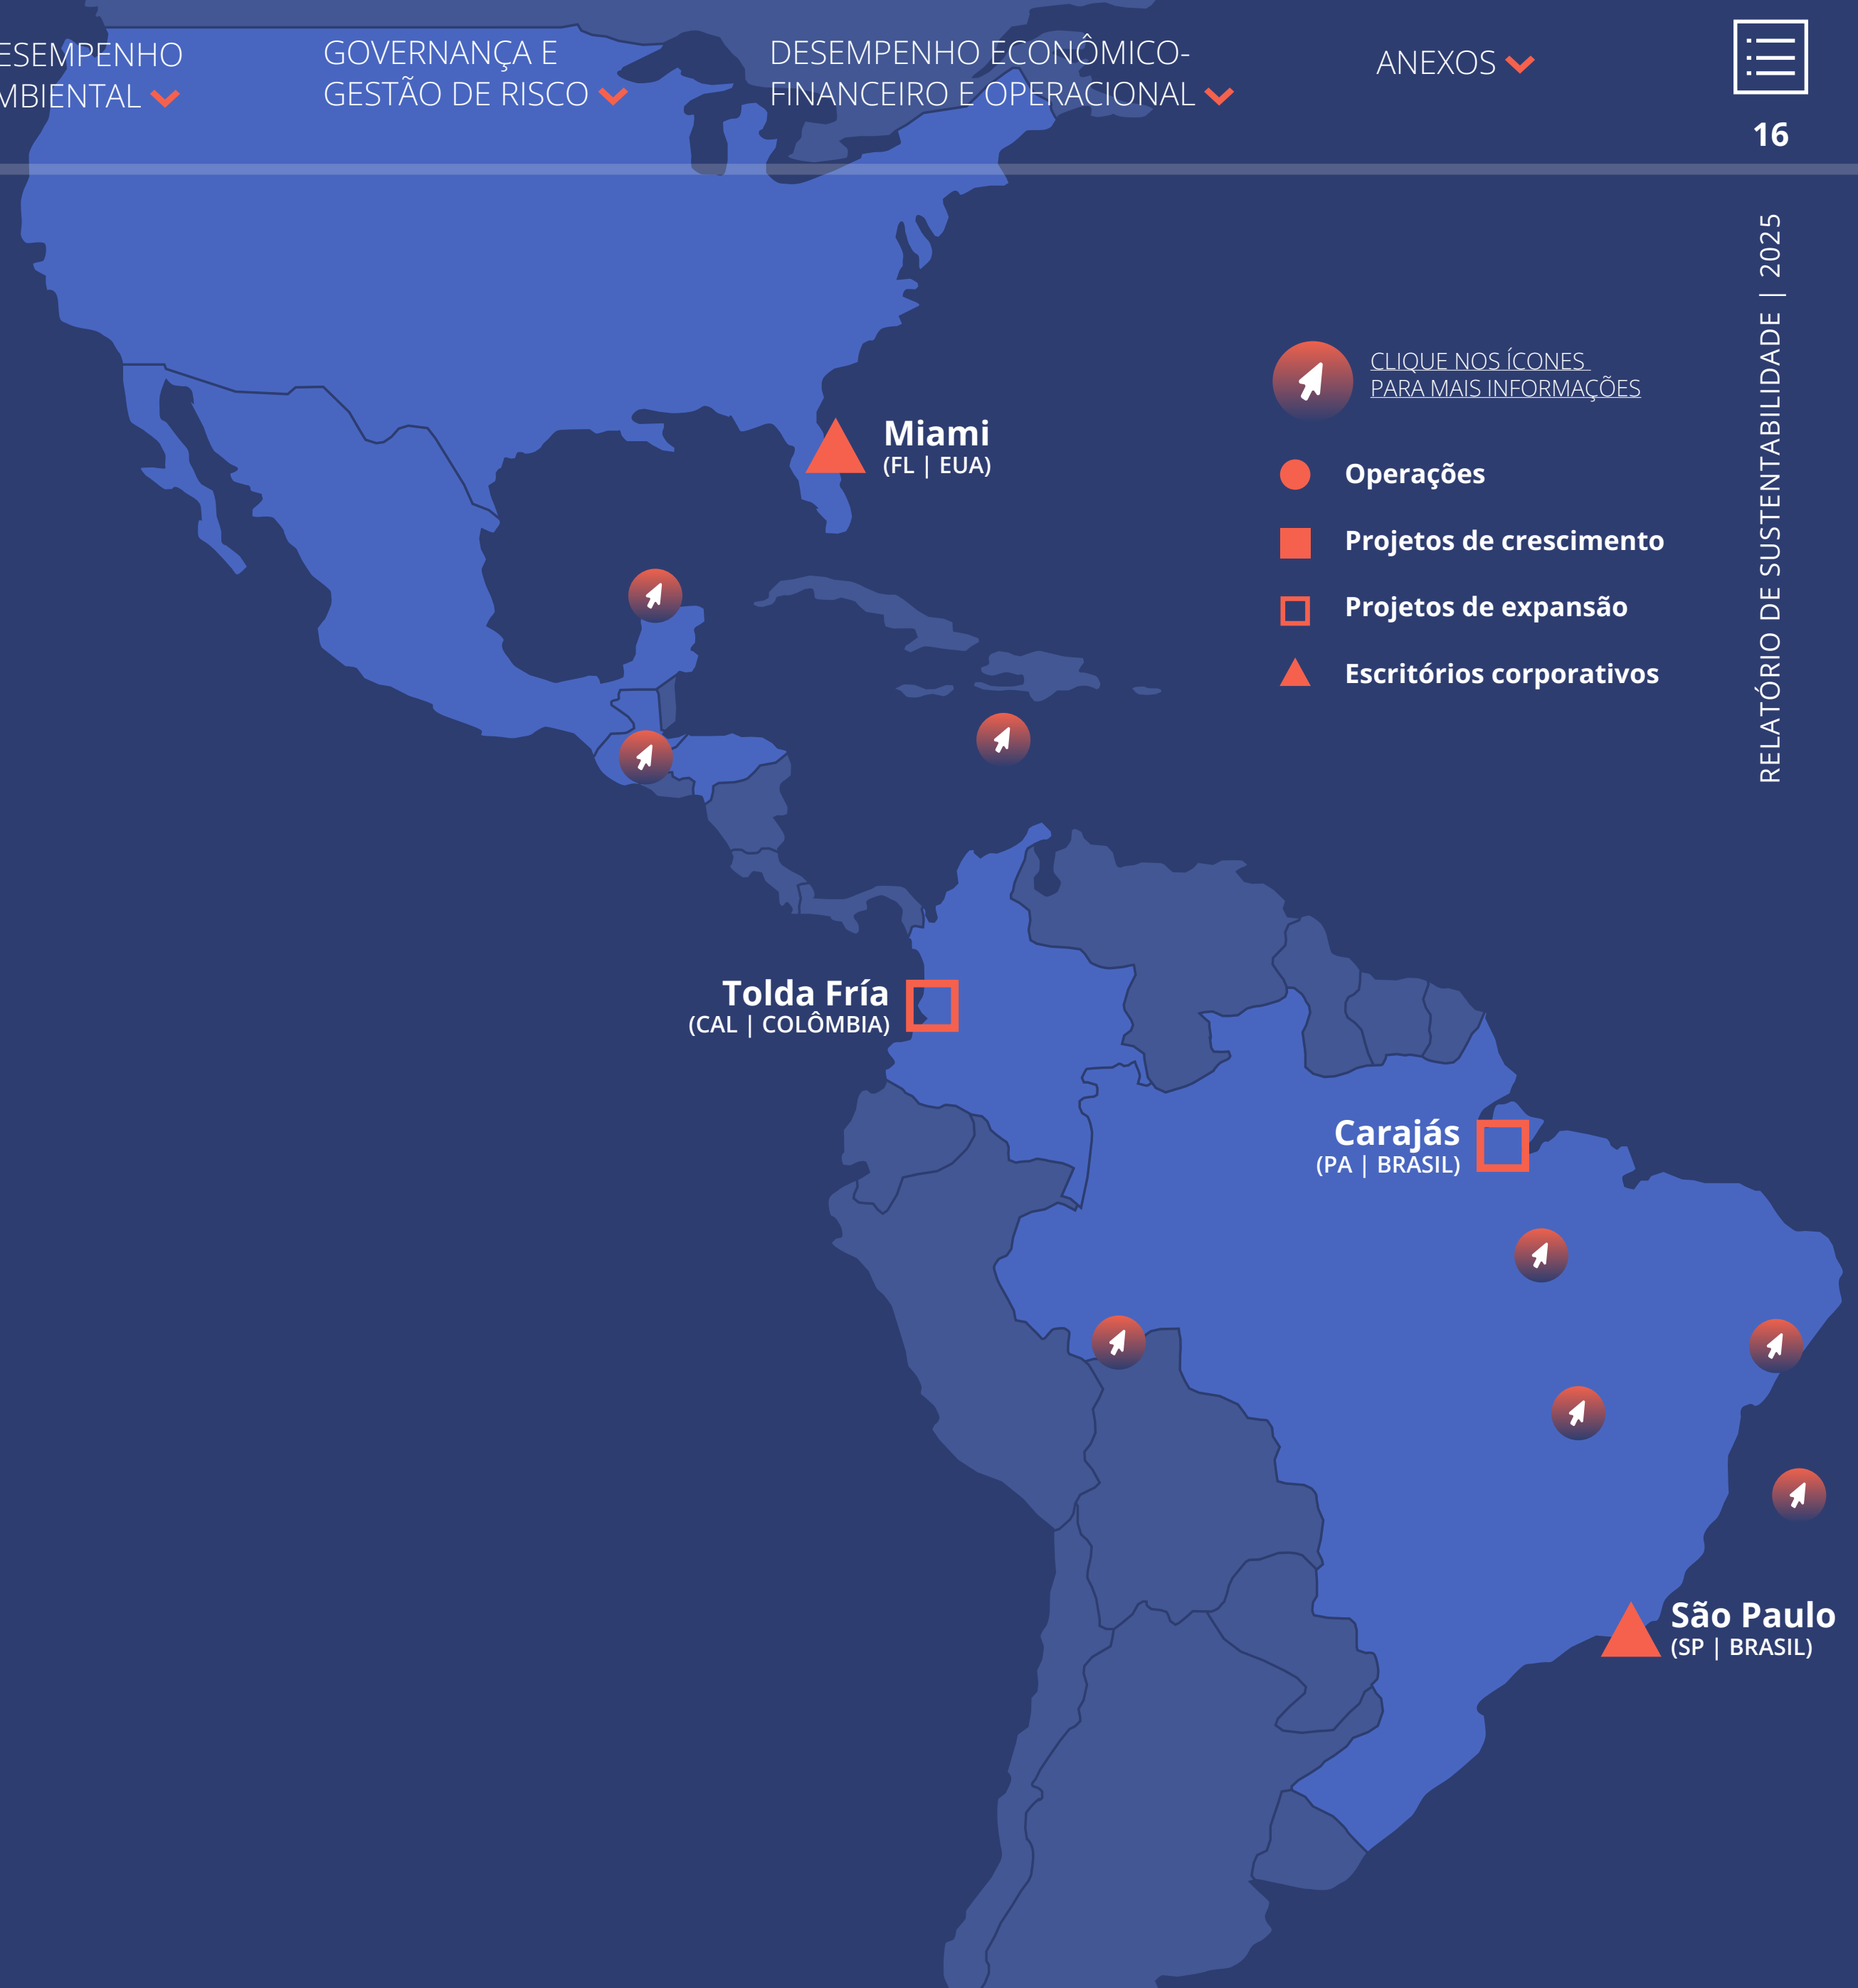 ESEMPENHO
MBIENTAL
GOVERNANÇA E
GESTÃO DE RISCO
DESEMPENHO ECONÔMICO-
FINANCEIRO E OPERACIONAL
ANEXOS
16
RELATÓRIO DE SUSTENTABILIDADE | 2025
CLIQUE NOS ÍCONES
PARA MAIS INFORMAÇÕES
Operações
Projetos de crescimento
Projetos de expansão
Escritórios corporativos
Miami
(FL | EUA)
Tolda Fría
(CAL | COLÔMBIA)
Carajás
(PA | BRASIL)
São Paulo
(SP | BRASIL)